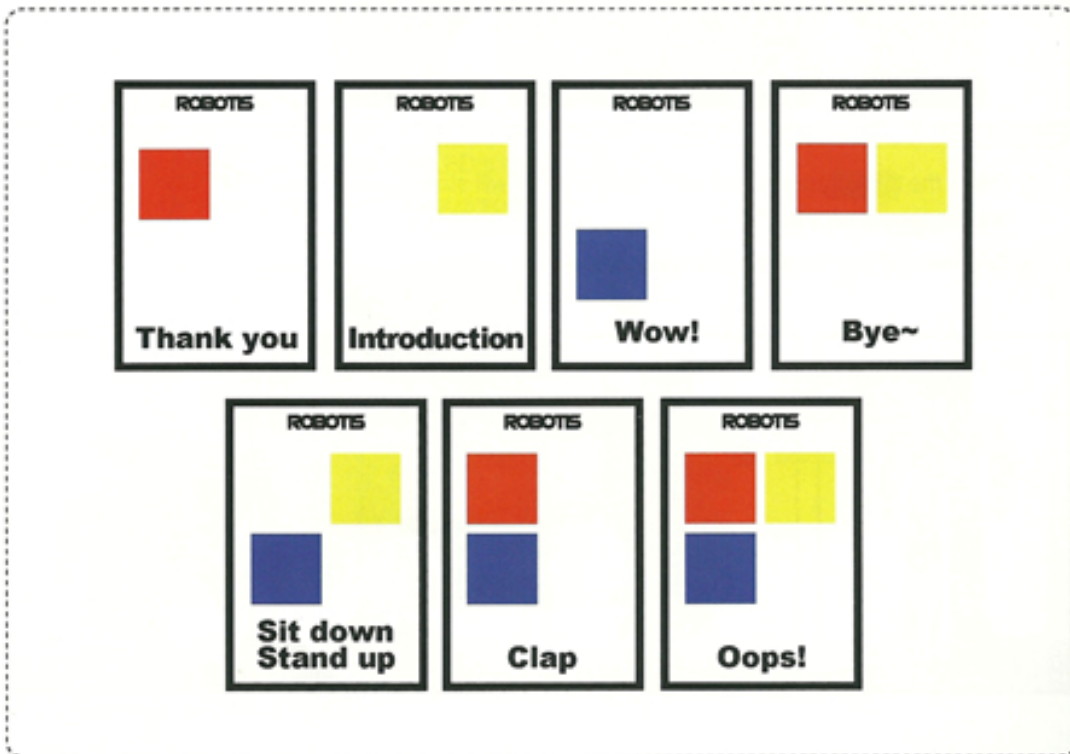 ROBOTIS
Thank you
ROBOTIS
Introduction
ROBOTIS
Wow!
ROBOTIS
Bye~
ROBOTIS
Sit down
Stand up
ROBOTIS
Clap
ROBOTIS
Oops!